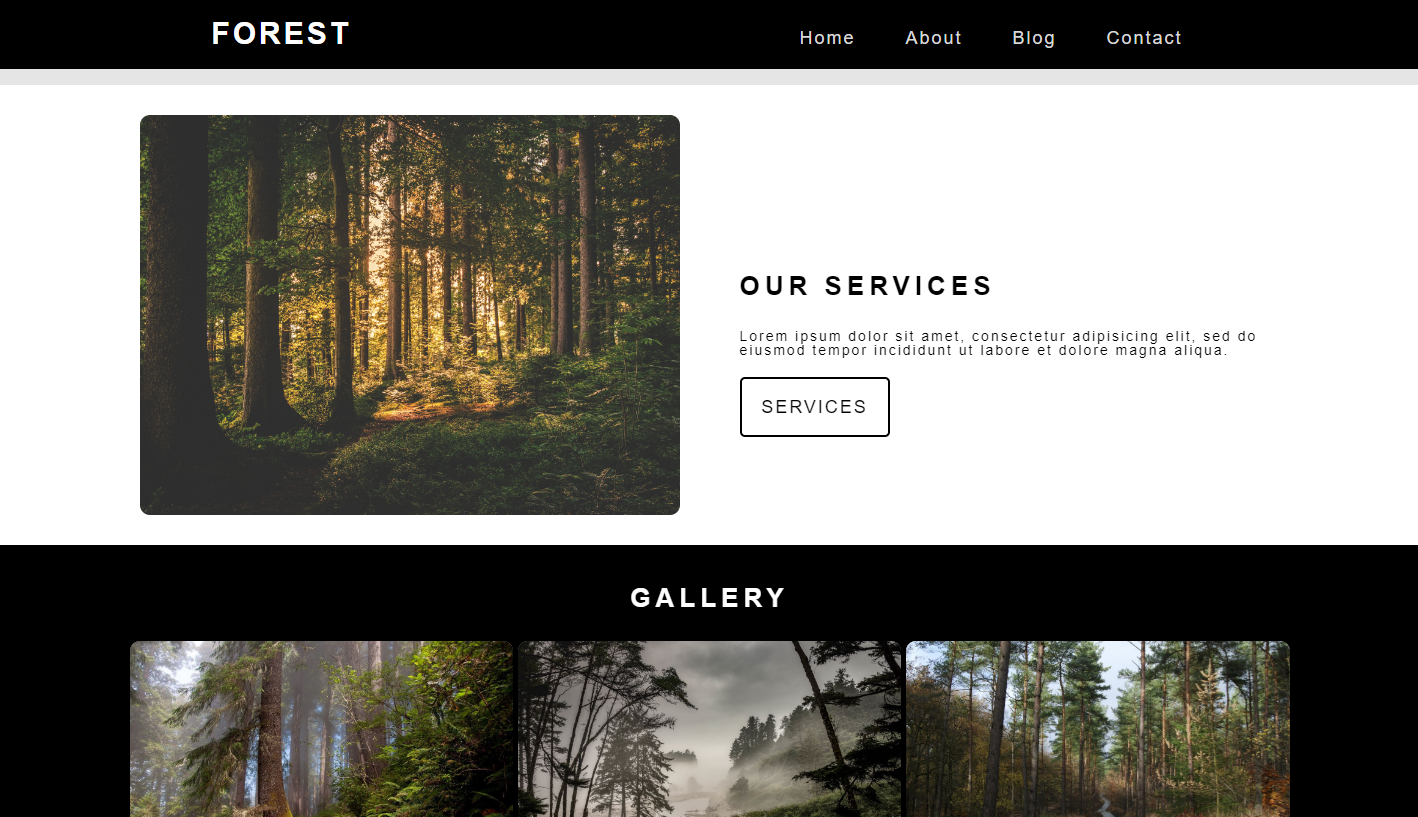 FOREST
Home About Blog Contact
OUR SERVICES
Lorem ipsum dolor sit amet, consectetur adipisicing elit, sed do
eiusmod tempor incididunt ut labore et dolore magna aliqua.
SERVICES
GALLERY